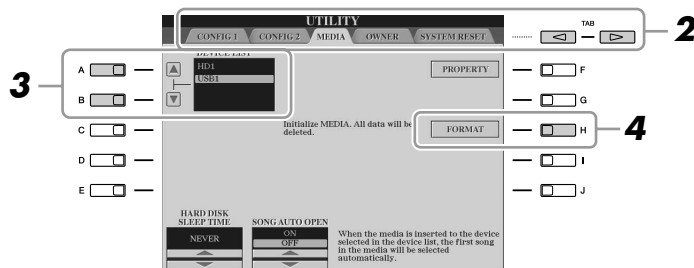 UTILITY
CONFIG 1 CONFIG 2 MEDIA OWNER SYSTEM RESET
TAB
2
DEVICE LIST
HD1
USB1
PROPERTY
3
A
B
C
D
E
F
G
H
I
J
Initialize MEDIA. All data will be
deleted.
FORMAT
4
HARD DISK
SLEEP TIME
NEVER
SONG AUTO OPEN
ON
OFF
When the media is inserted to the device
selected in the device list, the first song
in the media will be selected
automatically.